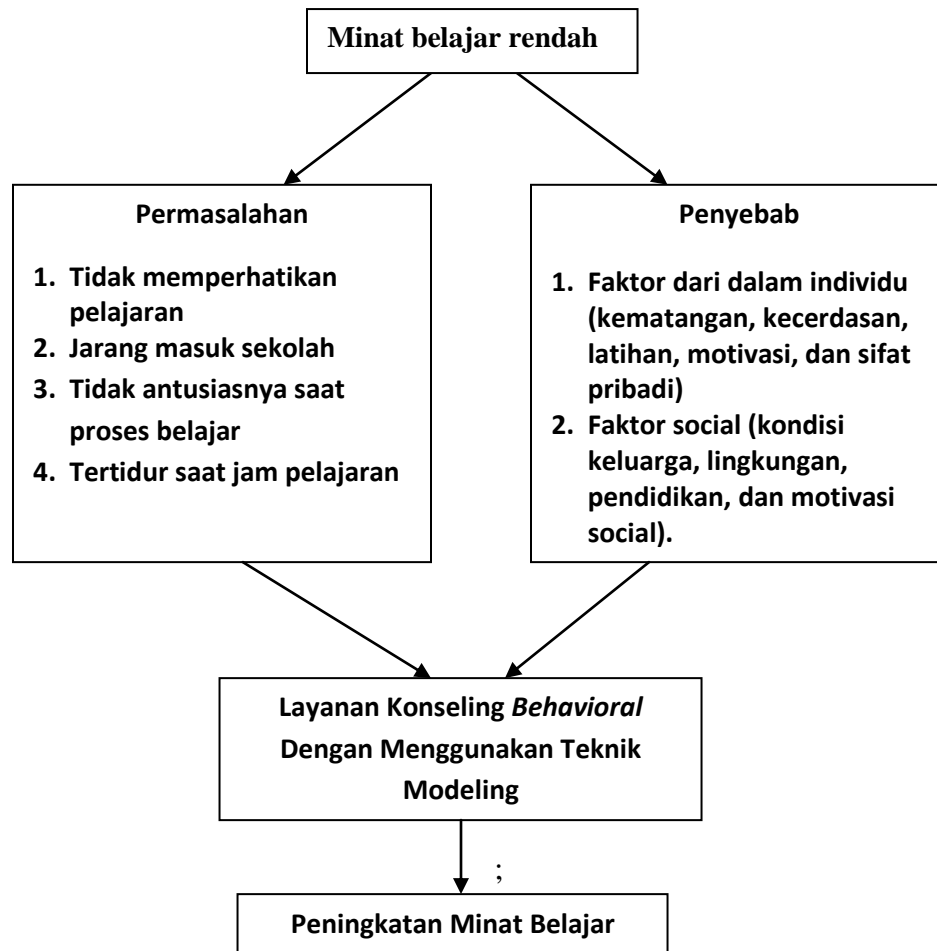 Minat belajar rendah
Permasalahan
1. Tidak memperhatikan
pelajaran
2. Jarang masuk sekolah
3. Tidak antusiasnya saat
proses belajar
4. Tertidur saat jam pelajaran
Penyebab
1. Faktor dari dalam individu
(kematangan, kecerdasan,
latihan, motivasi, dan sifat
pribadi)
2. Faktor social (kondisi
keluarga, lingkungan,
pendidikan, dan motivasi
social).
Layanan Konseling Behavioral
Dengan Menggunakan Teknik
Modeling
;
Peningkatan Minat Belajar